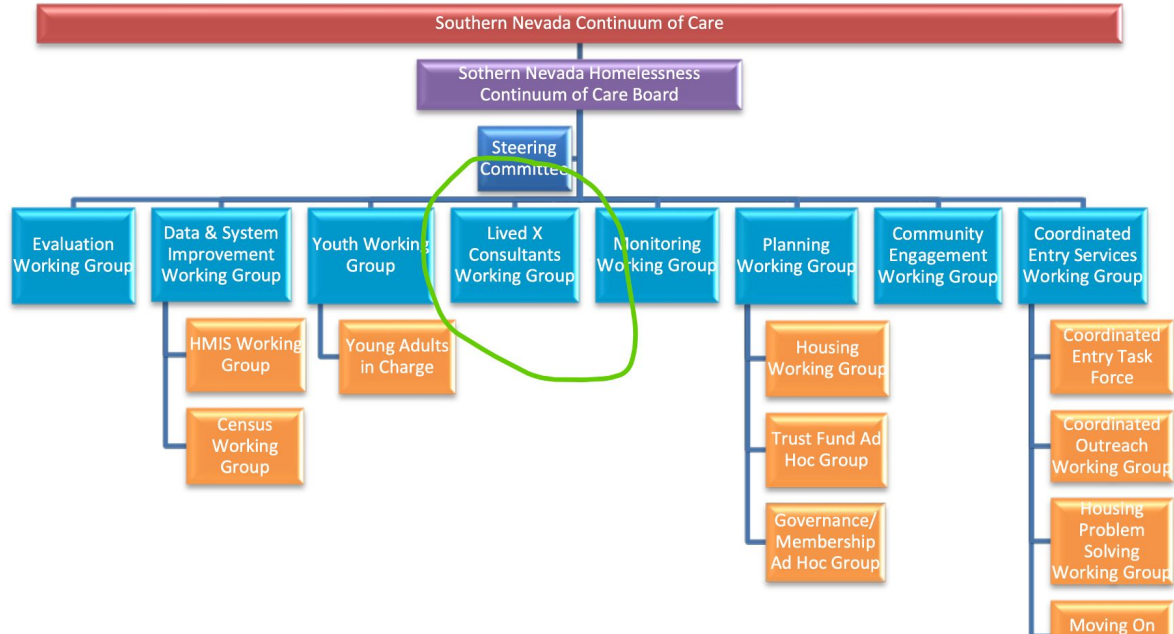 Southern Nevada Continuum of Care
Sothern Nevada Homelessness
Continuum of Care Board
Steering
Committee
Evaluation
Working Group
Data & System
Improvement
Working Group
Youth Working
Group
Lived X
Consultants
Working Group
Monitoring
Working Group
Planning
Working Group
Community
Engagement
Working Group
Coordinated
Entry Services
Working Group
HMIS Working
Group
Census
Working
Group
Young Adults
in Charge
Housing
Working Group
Trust Fund Ad
Hoc Group
Governance/
Membership
Ad Hoc Group
Coordinated
Entry Task
Force
Coordinated
Outreach
Working Group
Housing
Problem
Solving
Working Group
Moving On